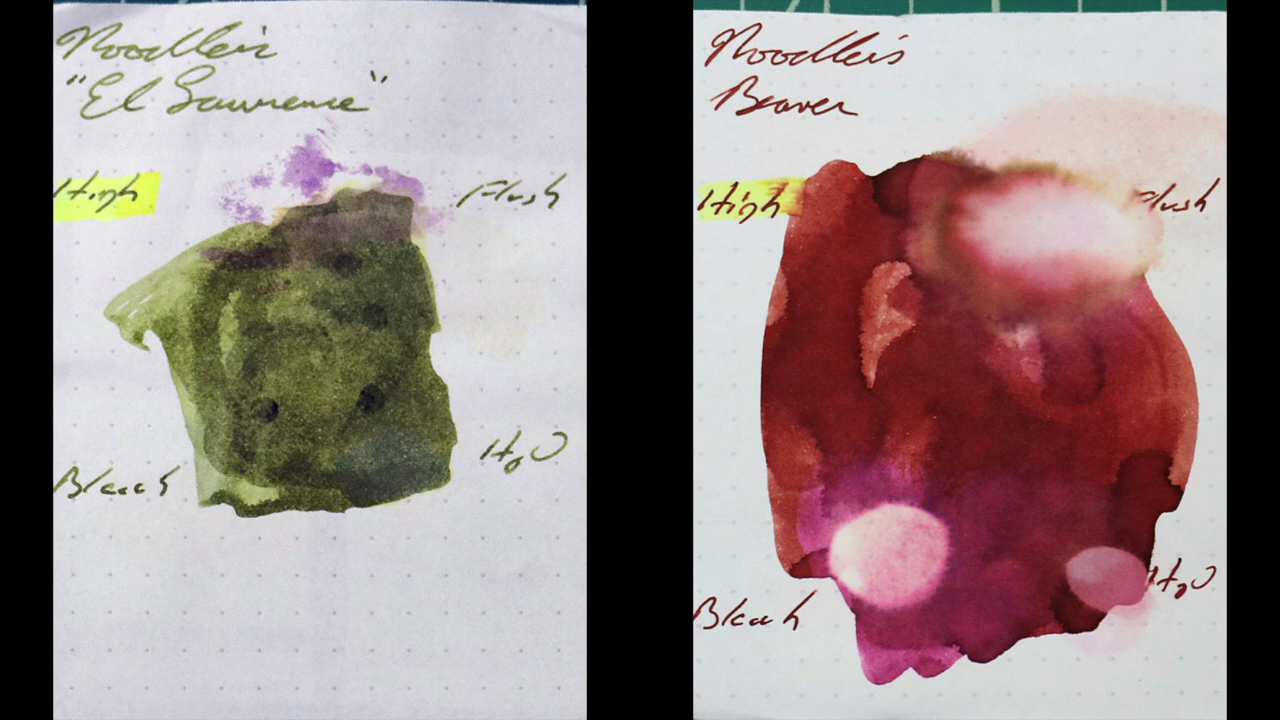 Noodler's
"El Lawrence"
High
Flush
Bleach
H₂O
Noodler's
Beaver
High
Flush
Bleach
H₂O